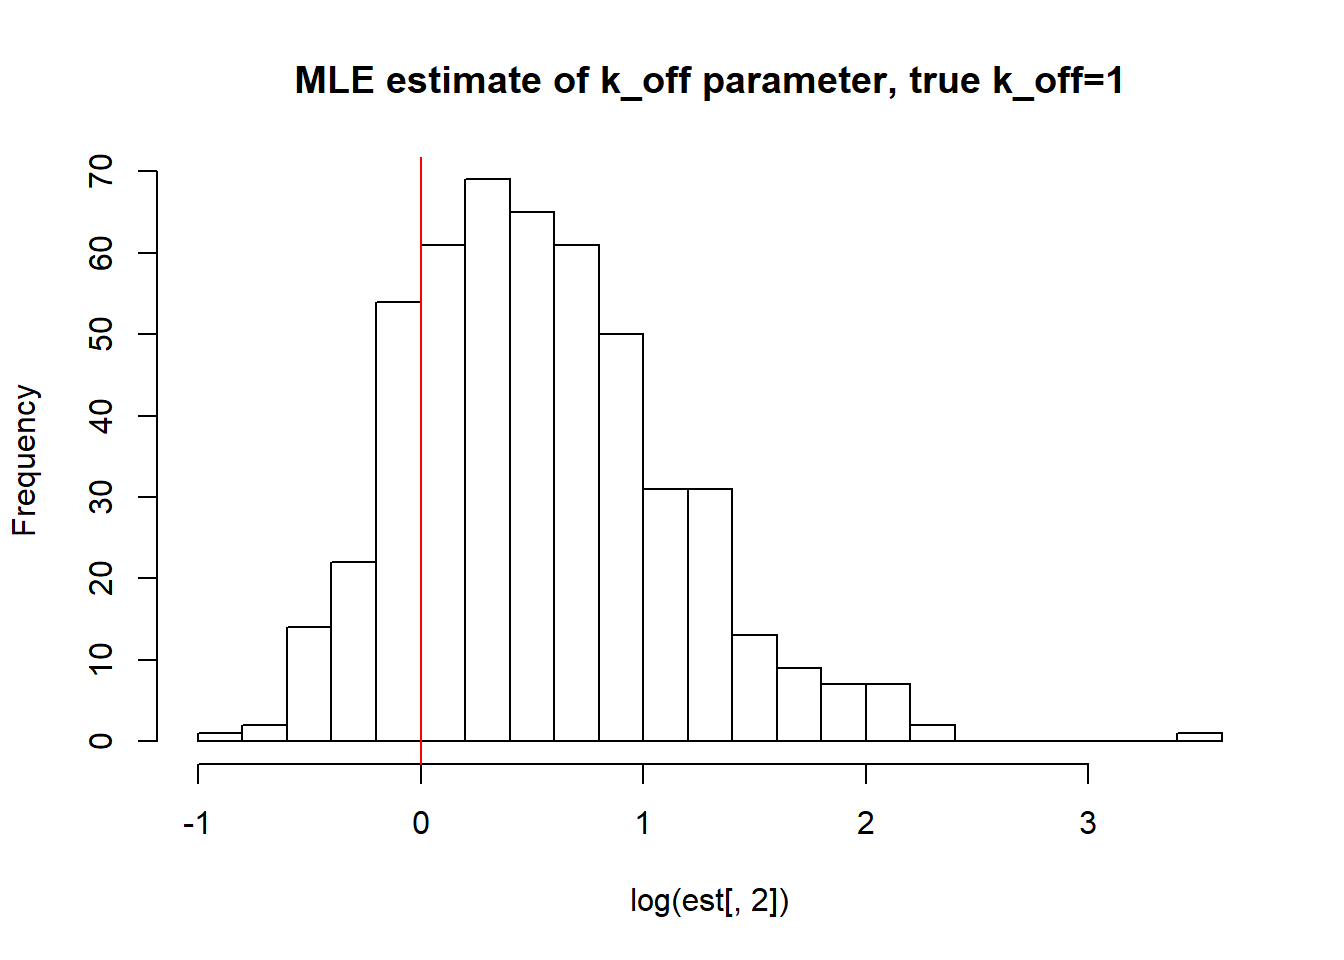 MLE estimate of k_off parameter, true k_off=1
Frequency
70
60
50
40
30
20
10
0
-1 0 1 2 3
log(est[, 2])